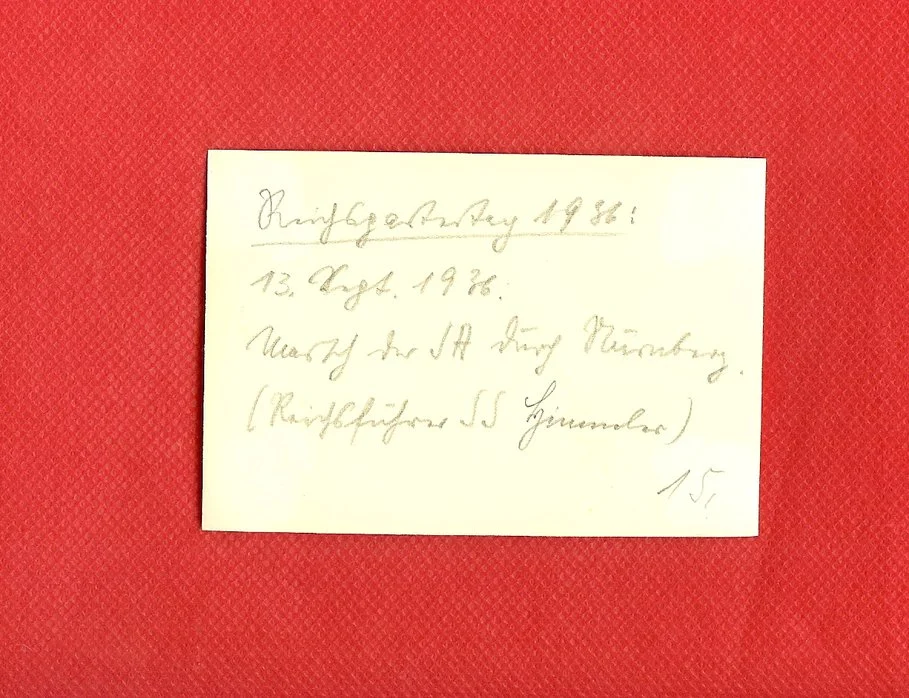 Reichsparteitag 1936:
13. Sept. 1936.
Marsch der SA durch Nürnberg.
(Reichsführer SS Himmler)
15.